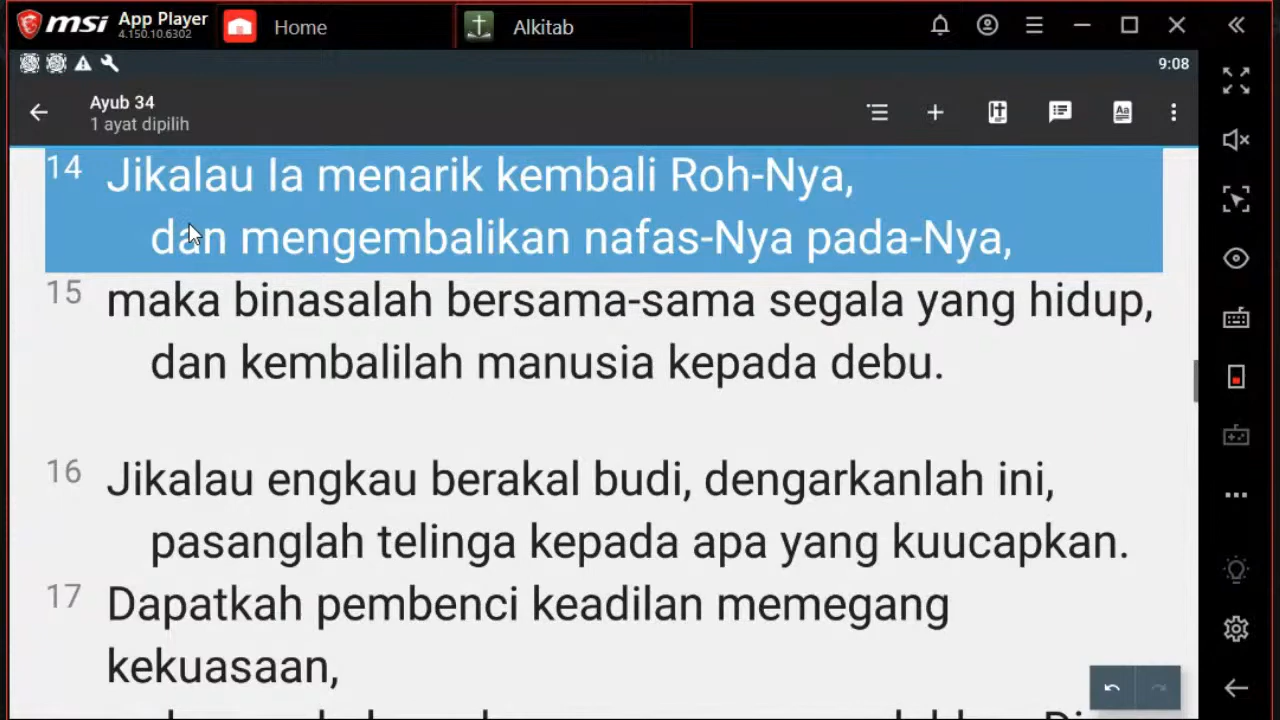 msi App Player
4.150.10.6302
Home
Alkitab
9:08
Ayub 34
1 ayat dipilih
14 Jikalau Ia menarik kembali Roh-Nya,
dan mengembalikan nafas-Nya pada-Nya,
15 maka binasalah bersama-sama segala yang hidup,
dan kembalilah manusia kepada debu.
16 Jikalau engkau berakal budi, dengarkanlah ini,
pasanglah telinga kepada apa yang kuucapkan.
17 Dapatkah pembenci keadilan memegang
kekuasaan,